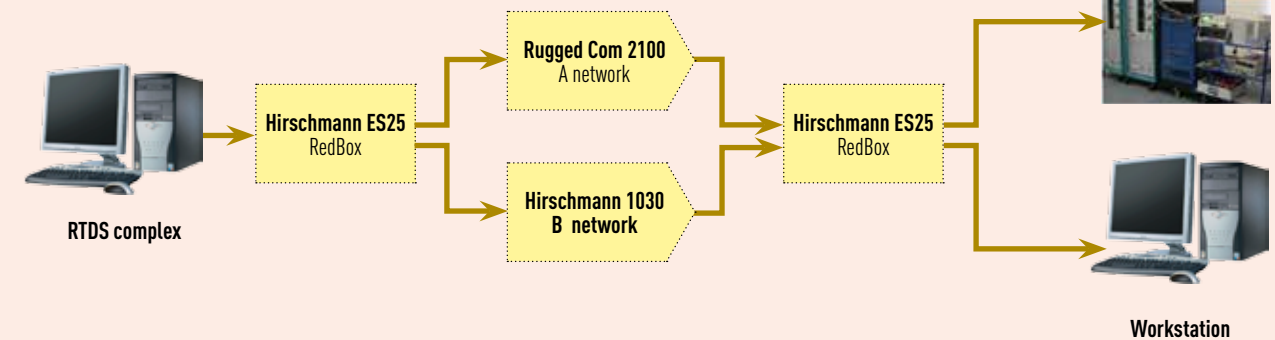 RTDS complex
Hirschmann ES25
RedBox
Rugged Com 2100
A network
Hirschmann 1030
B network
Hirschmann ES25
RedBox
Workstation